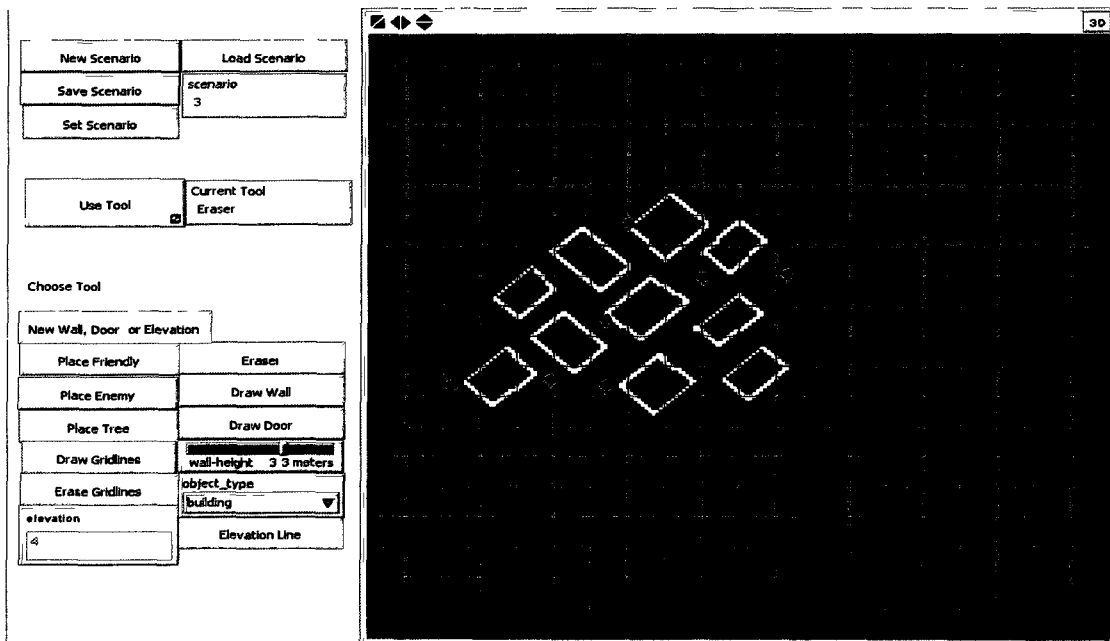 3D
New Scenario
Load Scenario
Save Scenario
scenario
3
Set Scenario
Use Tool
Current Tool
Eraser
Choose Tool
New Wall, Door or Elevation
Place Friendly
Eraser
Place Enemy
Draw Wall
Place Tree
Draw Door
Draw Gridlines
wall-height 3 3 meters
Erase Gridlines
object_type
building
elevation
4
Elevation Line